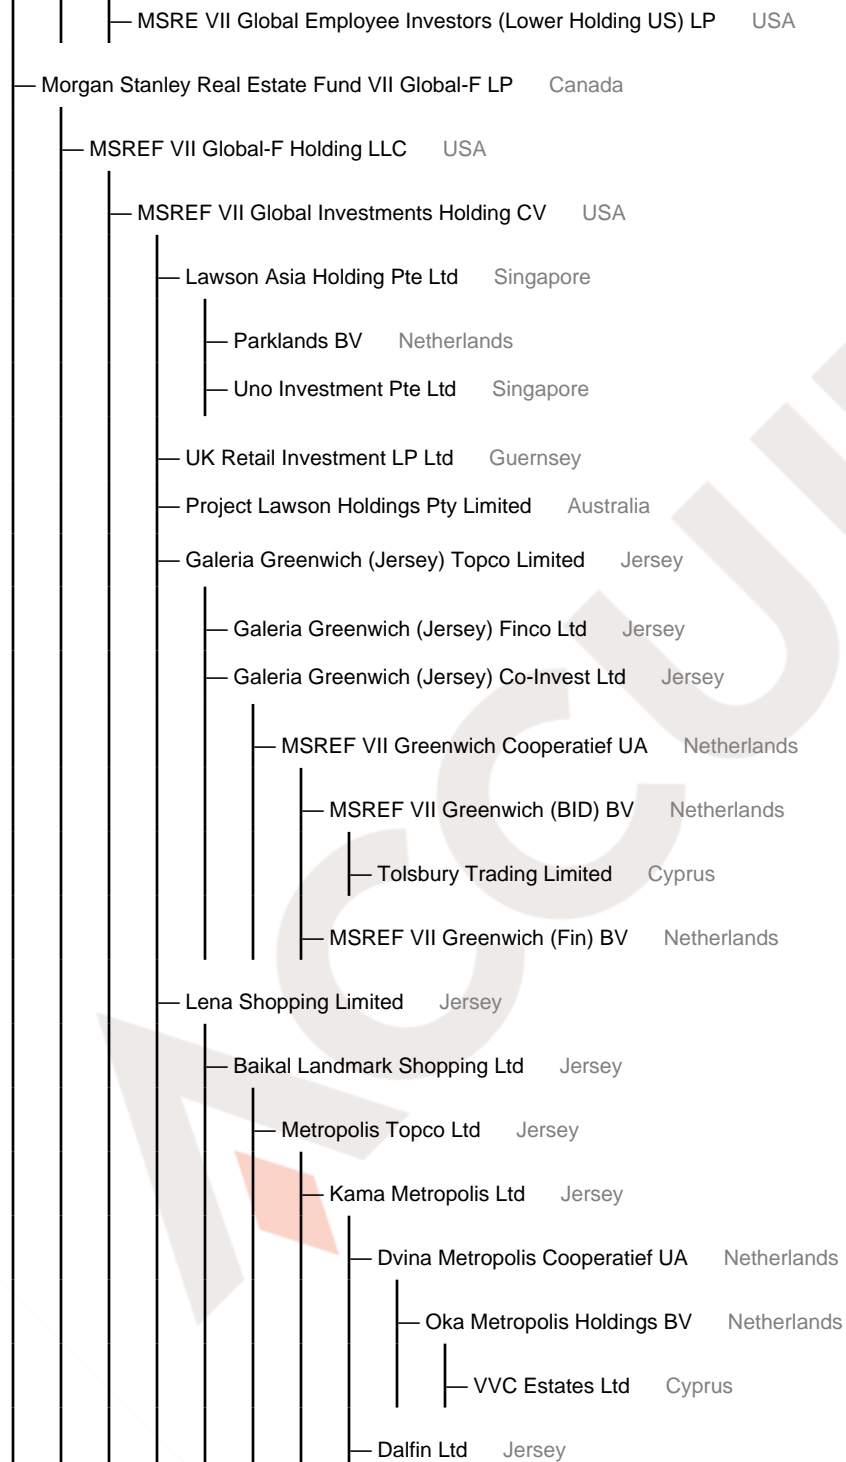 MSRE VII Global Employee Investors (Lower Holding US) LP USA
Morgan Stanley Real Estate Fund VII Global-F LP Canada
MSREF VII Global-F Holding LLC USA
MSREF VII Global Investments Holding CV USA
Lawson Asia Holding Pte Ltd Singapore
Parklands BV Netherlands
Uno Investment Pte Ltd Singapore
UK Retail Investment LP Ltd Guernsey
Project Lawson Holdings Pty Limited Australia
Galeria Greenwich (Jersey) Topco Limited Jersey
Galeria Greenwich (Jersey) Finco Ltd Jersey
Galeria Greenwich (Jersey) Co-Invest Ltd Jersey
MSREF VII Greenwich Cooperatief UA Netherlands
MSREF VII Greenwich (BID) BV Netherlands
Tolsbury Trading Limited Cyprus
MSREF VII Greenwich (Fin) BV Netherlands
Lena Shopping Limited Jersey
Baikal Landmark Shopping Ltd Jersey
Metropolis Topco Ltd Jersey
Kama Metropolis Ltd Jersey
Dvina Metropolis Cooperatief UA Netherlands
Oka Metropolis Holdings BV Netherlands
VVC Estates Ltd Cyprus
Dalfin Ltd Jersey